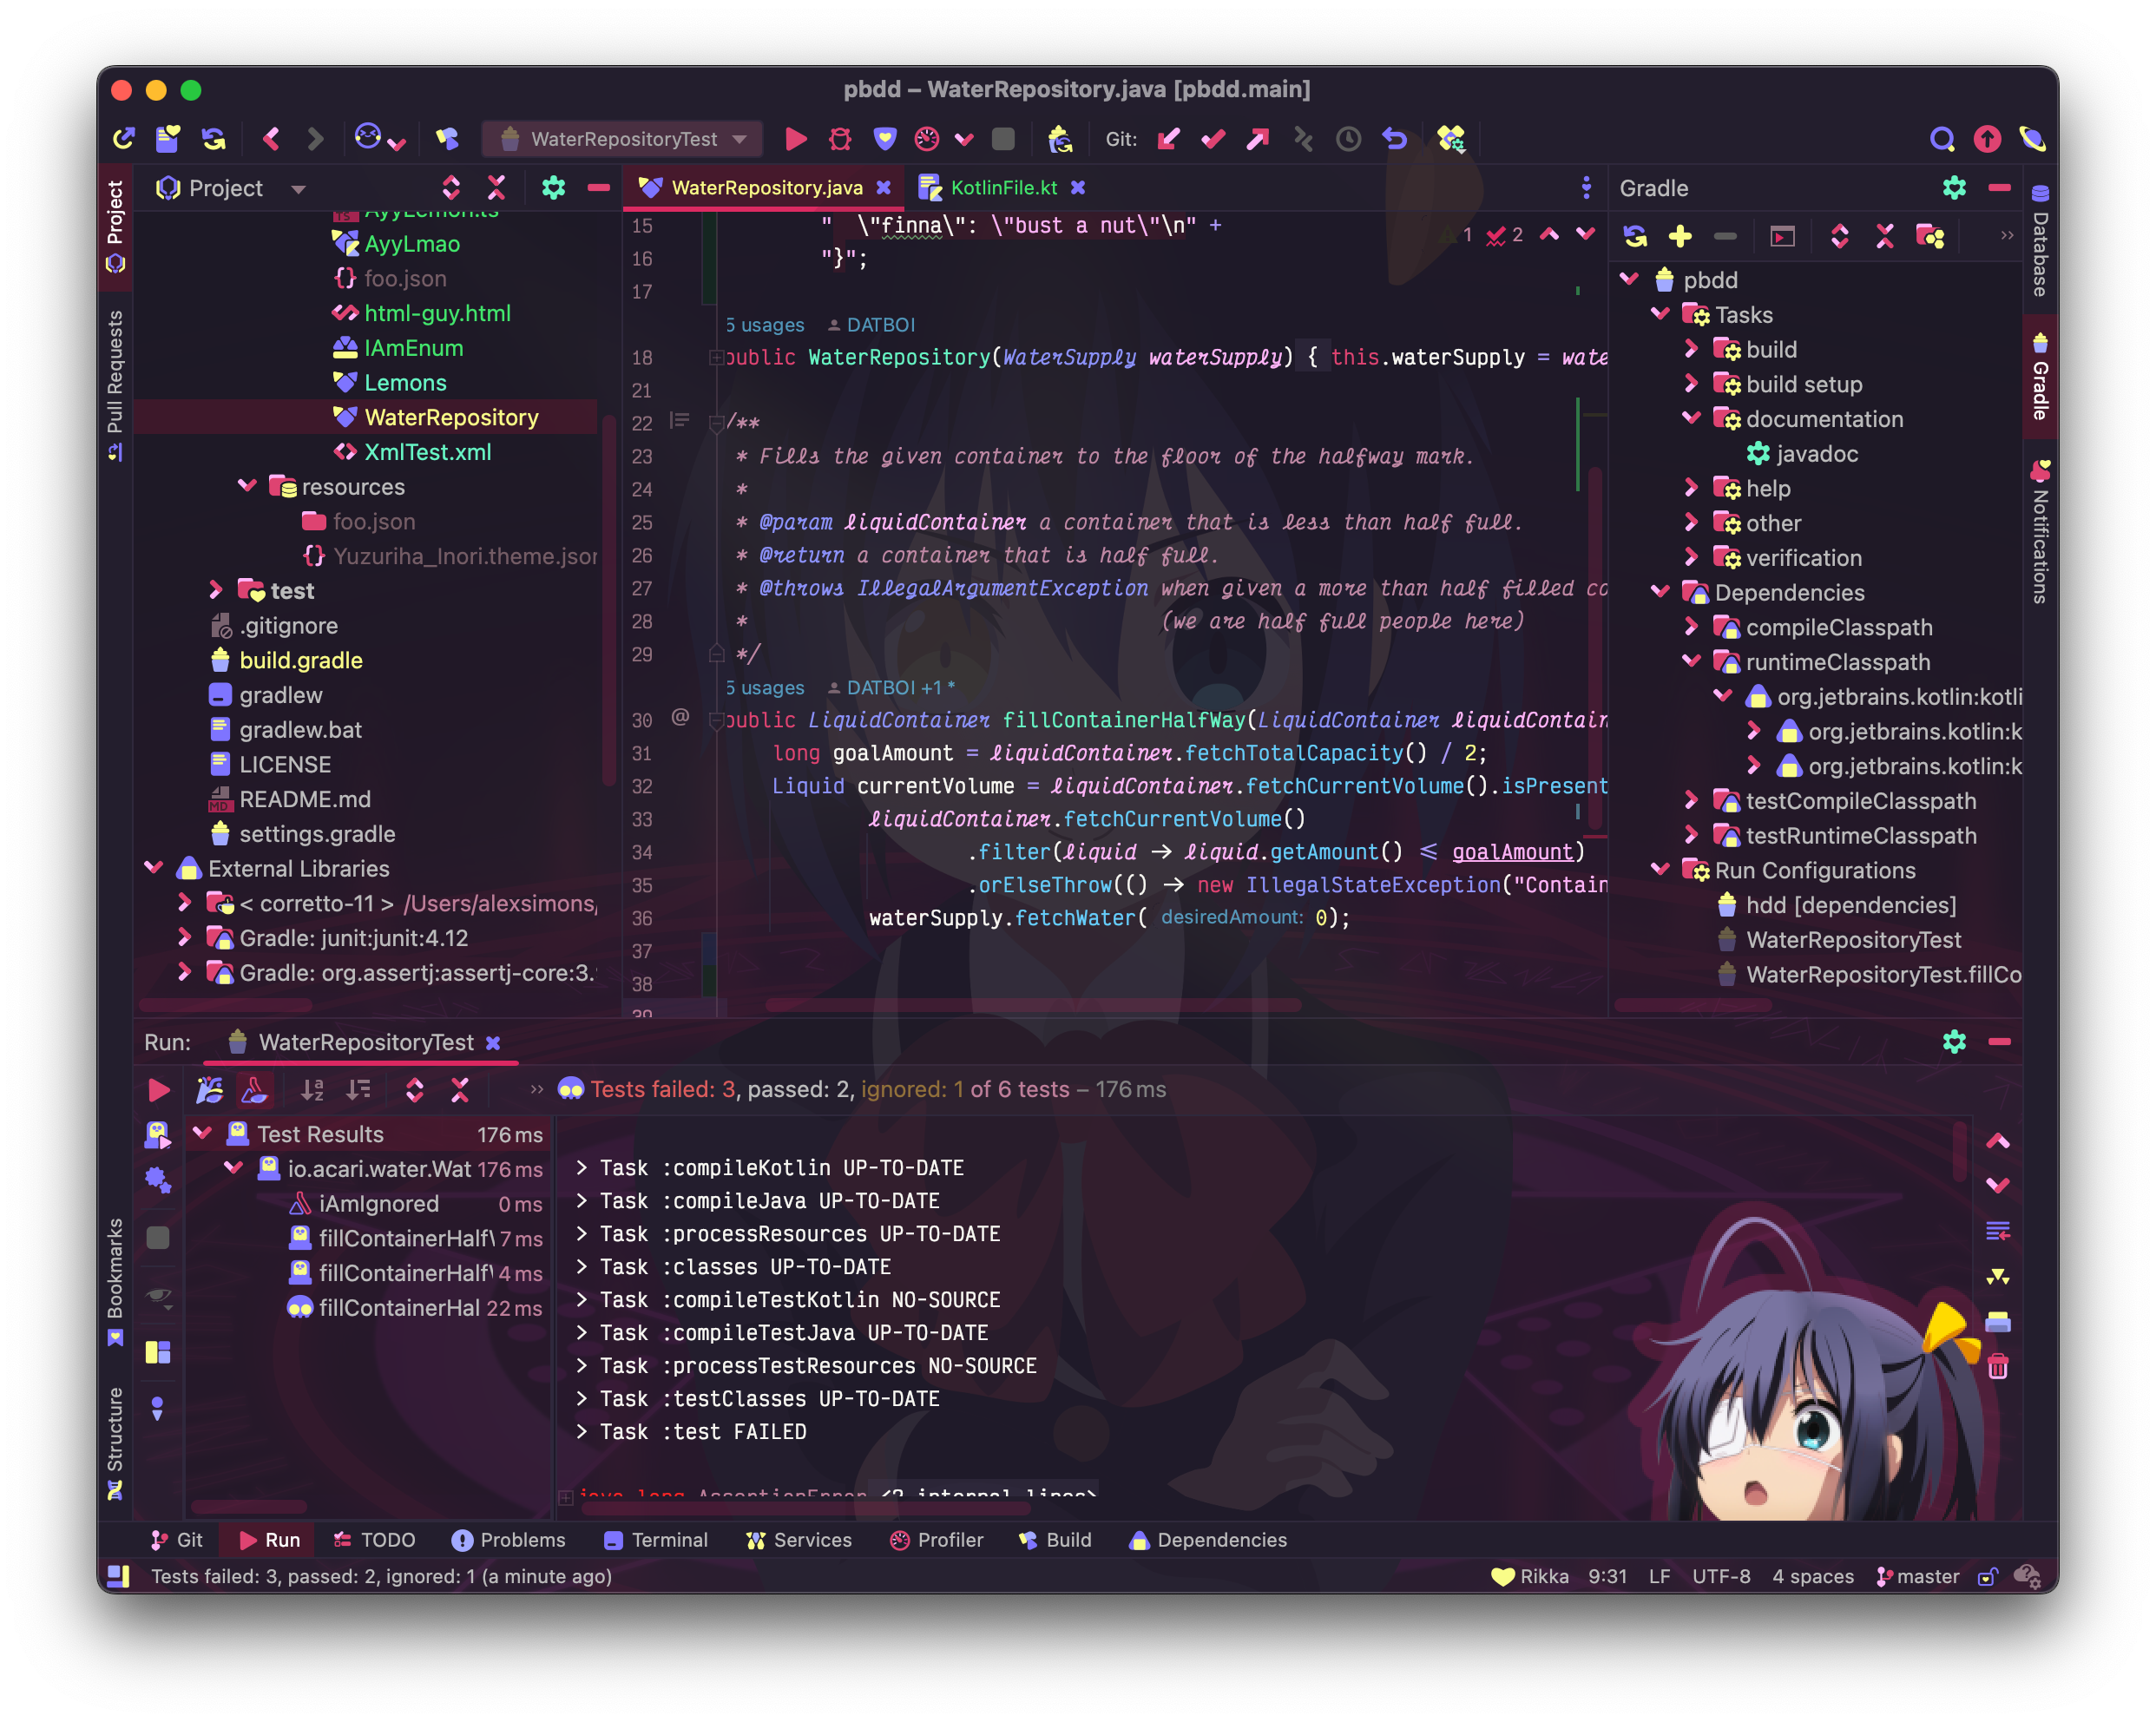 pbdd – WaterRepository.java [pbdd.main]
WaterRepositoryTest
Git:
Project
Pull Requests
Bookmarks
Structure
Project
AyyLemon.ts
AyyLmao
foo.json
html-guy.html
IAmEnum
Lemons
WaterRepository
XmlTest.xml
resources
foo.json
Yuzuriha_Inori.theme.jsor
test
.gitignore
build.gradle
gradlew
gradlew.bat
LICENSE
MD README.md
settings.gradle
External Libraries
< corretto-11 > /Users/alexsimons,
Gradle: junit:junit:4.12
Gradle: org.assertj:assertj-core:3.
WaterRepository.java
KotlinFile.kt
1 2
15 "   \"finna\": \"bust a nut\"\n" +
16 "}";
17
5 usages DATBOI
18 public WaterRepository(WaterSupply waterSupply) { this.waterSupply = wate
21
22 /**
23 * Fills the given container to the floor of the halfway mark.
24 *
25 * @param liquidContainer a container that is less than half full.
26 * @return a container that is half full.
27 * @throws IllegalArgumentException when given a more than half filled co
28 * (we are half full people here)
29 */
5 usages DATBOI +1 *
30 @ public LiquidContainer fillContainerHalfWay(LiquidContainer liquidContain
31 long goalAmount = liquidContainer.fetchTotalCapacity() / 2;
32 Liquid currentVolume = liquidContainer.fetchCurrentVolume().isPresent
33 liquidContainer.fetchCurrentVolume()
34 .filter(liquid → liquid.getAmount() ≤ goalAmount)
35 .orElseThrow(() → new IllegalStateException("Contain
36 waterSupply.fetchWater( desiredAmount: 0);
37
38
39
Gradle
pbdd
Tasks
build
build setup
documentation
javadoc
help
other
verification
Dependencies
compileClasspath
runtimeClasspath
org.jetbrains.kotlin:kotli
org.jetbrains.kotlin:k
org.jetbrains.kotlin:k
testCompileClasspath
testRuntimeClasspath
Run Configurations
hdd [dependencies]
WaterRepositoryTest
WaterRepositoryTest.fillCo
Database
Gradle
Notifications
Run: WaterRepositoryTest
Tests failed: 3, passed: 2, ignored: 1 of 6 tests – 176 ms
Test Results 176 ms
io.acari.water.Wat 176 ms
iAmIgnored 0 ms
fillContainerHalf 7 ms
fillContainerHalf 4 ms
fillContainerHal 22 ms
> Task :compileKotlin UP-TO-DATE
> Task :compileJava UP-TO-DATE
> Task :processResources UP-TO-DATE
> Task :classes UP-TO-DATE
> Task :compileTestKotlin NO-SOURCE
> Task :compileTestJava UP-TO-DATE
> Task :processTestResources NO-SOURCE
> Task :testClasses UP-TO-DATE
> Task :test FAILED
java.lang.AssertionError <2 internal lines>
Git Run TODO Problems Terminal Services Profiler Build Dependencies
Tests failed: 3, passed: 2, ignored: 1 (a minute ago)
Rikka 9:31 LF UTF-8 4 spaces master